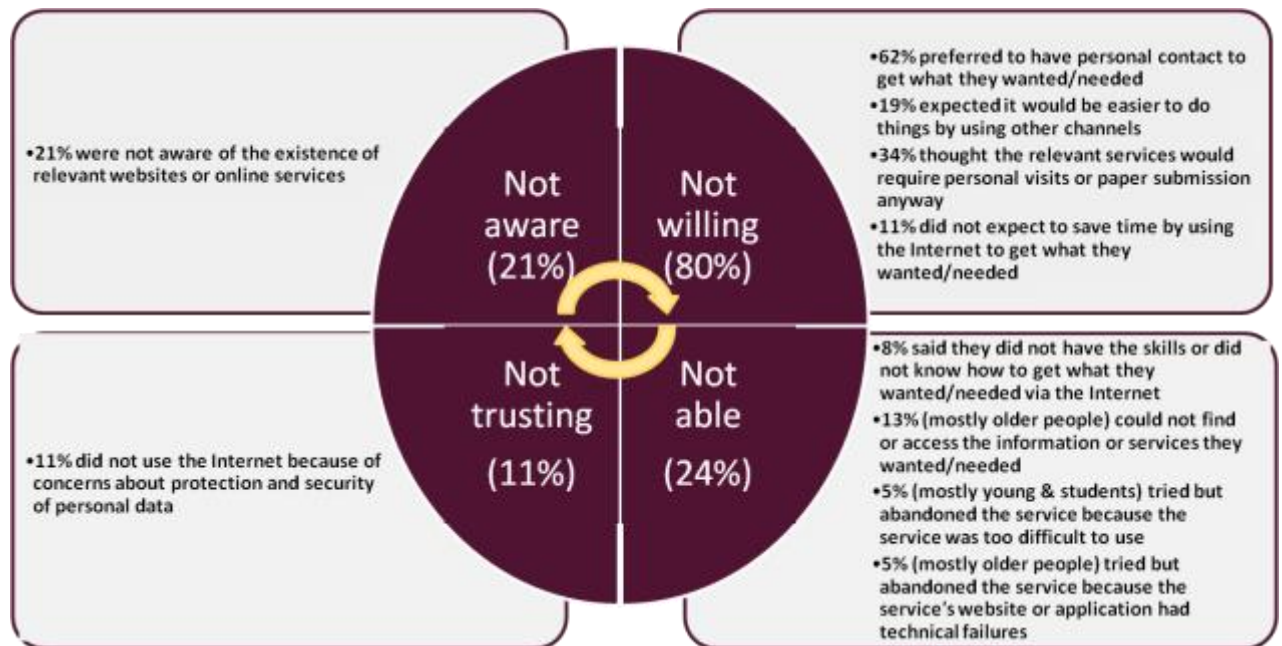 •21% were not aware of the existence of
relevant websites or online services
Not
aware
(21%)
Not
willing
(80%)
•62% preferred to have personal contact to
get what they wanted/needed
•19% expected it would be easier to do
things by using other channels
•34% thought the relevant services would
require personal visits or paper submission
anyway
•11% did not expect to save time by using
the Internet to get what they
wanted/needed
•11% did not use the Internet because of
concerns about protection and security
of personal data
Not
trusting
(11%)
Not
able
(24%)
•8% said they did not have the skills or did
not know how to get what they
wanted/needed via the Internet
•13% (mostly older people) could not find
or access the information or services they
wanted/needed
•5% (mostly young & students) tried but
abandoned the service because the
service was too difficult to use
•5% (mostly older people) tried but
abandoned the service because the
service's website or application had
technical failures